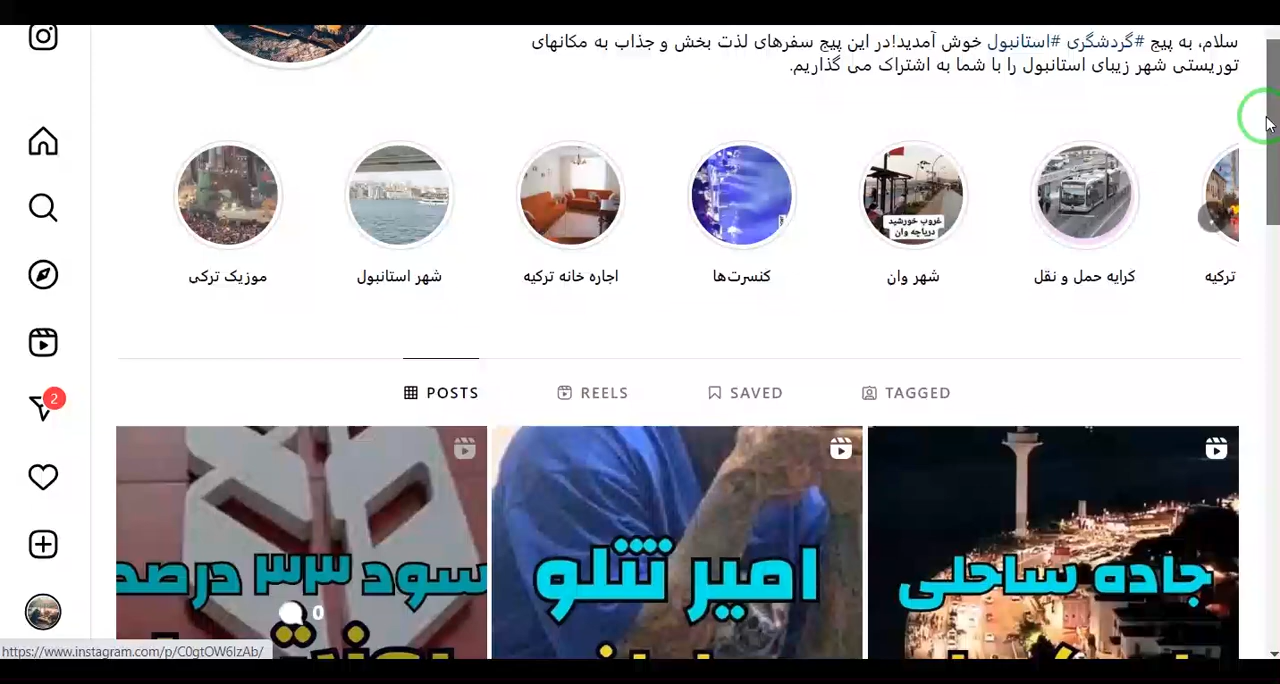 سلام، به پیج #گردشگری #استانبول خوش آمدید!در این پیج سفرهای لذت بخش و جذاب به مکانهای
توریستی شهر زیبای استانبول را با شما به اشتراک می گذاریم.
غروب خورشید
دریاچه وان
موزیک ترکی
شهر استانبول
اجاره خانه ترکیه
کنسرت‌ها
شهر وان
کرایه حمل و نقل
ترکیه
POSTS
REELS
SAVED
TAGGED
2
سود ۳۳ درصد
0
امیر تتلو
جاده ساحلی
https://www.instagram.com/p/C0gtOW6IzAb/